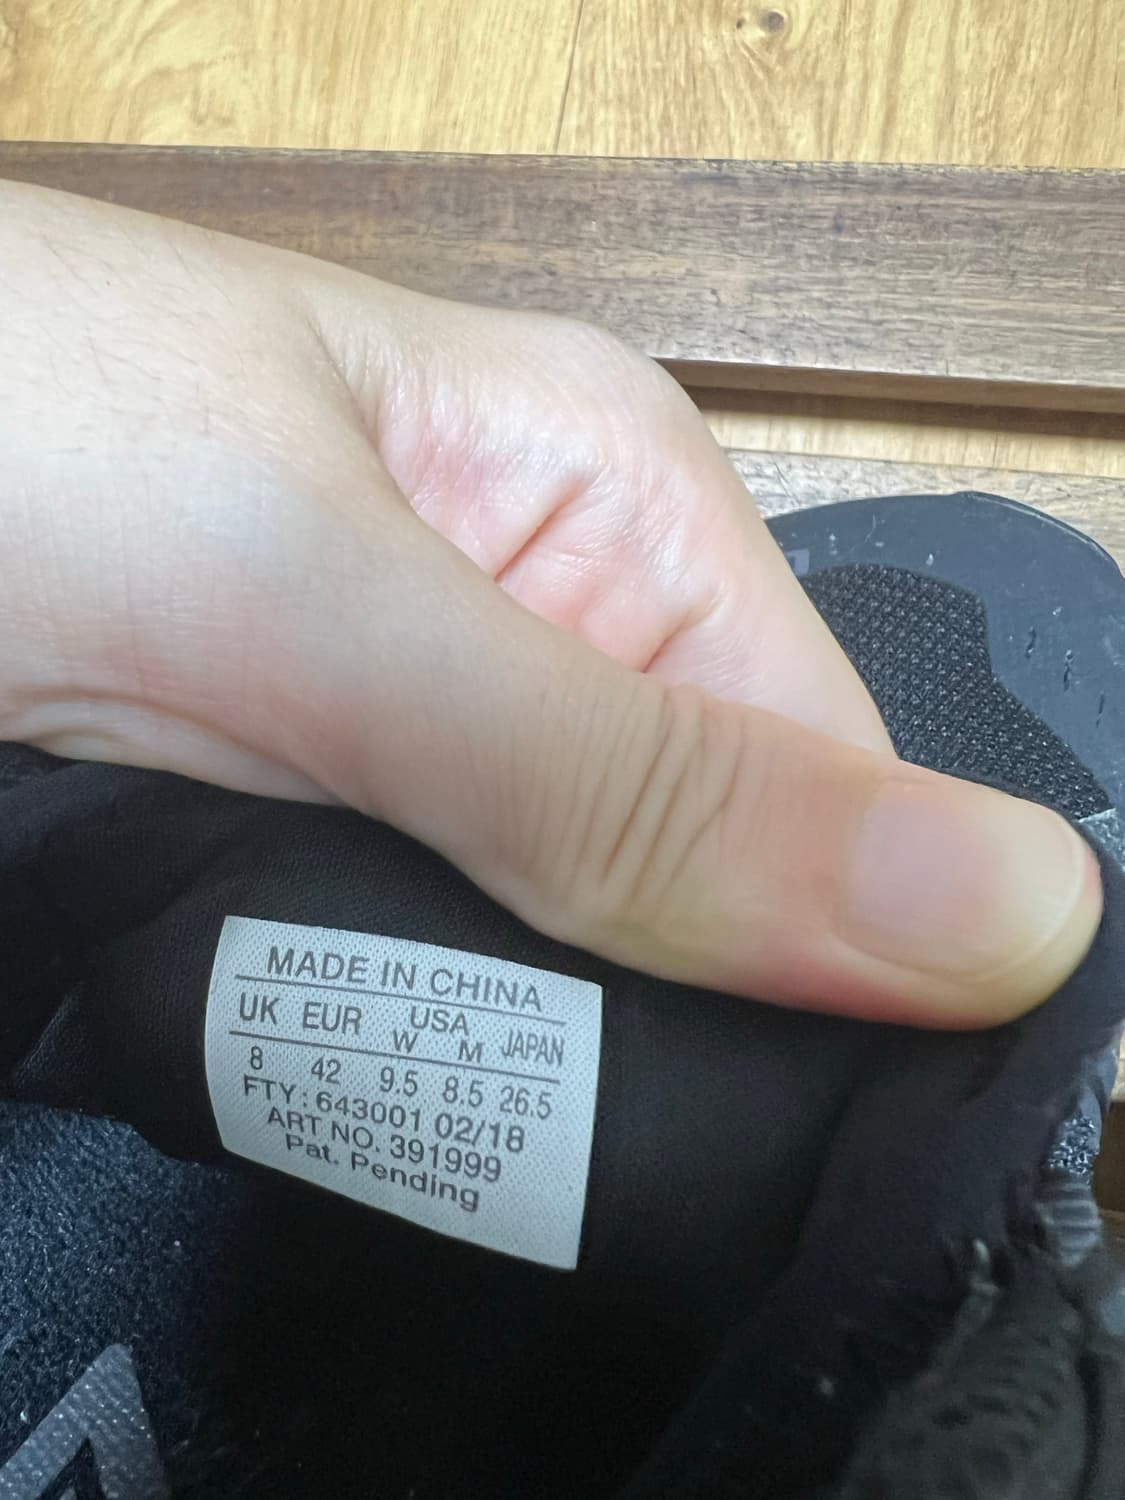 MADE IN CHINA
UK EUR USA JAPAN
W M
8 42 9.5 8.5 26.5
FTY: 643001 02/18
ART NO. 391999
Pat. Pending